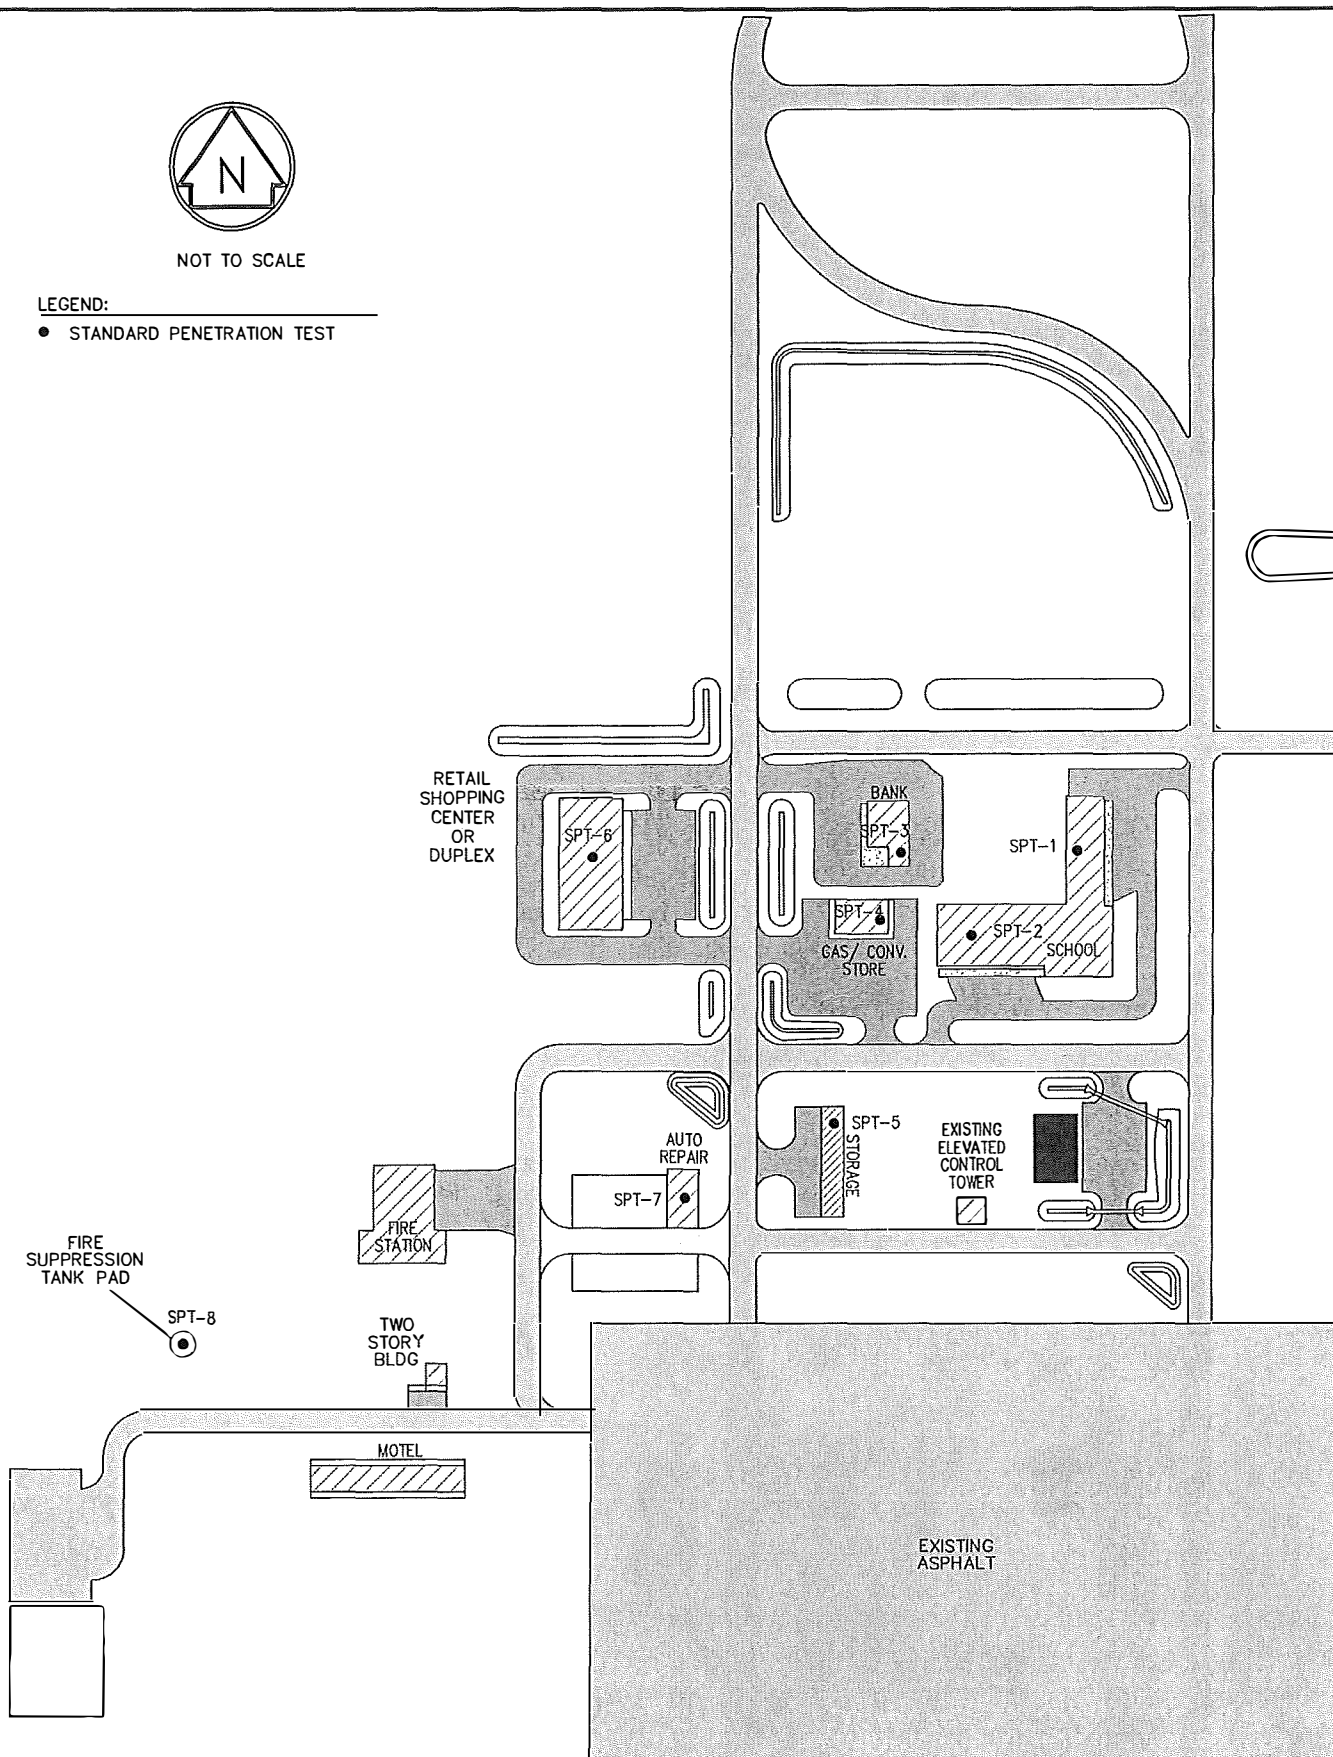 N
NOT TO SCALE
LEGEND:
● STANDARD PENETRATION TEST
RETAIL
SHOPPING
CENTER
OR
DUPLEX
SPT-6
BANK
SPT-3
SPT-1
SPT-4
GAS/ CONV.
STORE
SPT-2
SCHOOL
AUTO
REPAIR
SPT-7
SPT-5
STORAGE
EXISTING
ELEVATED
CONTROL
TOWER
FIRE
STATION
FIRE
SUPPRESSION
TANK PAD
SPT-8
TWO
STORY
BLDG
MOTEL
EXISTING
ASPHALT